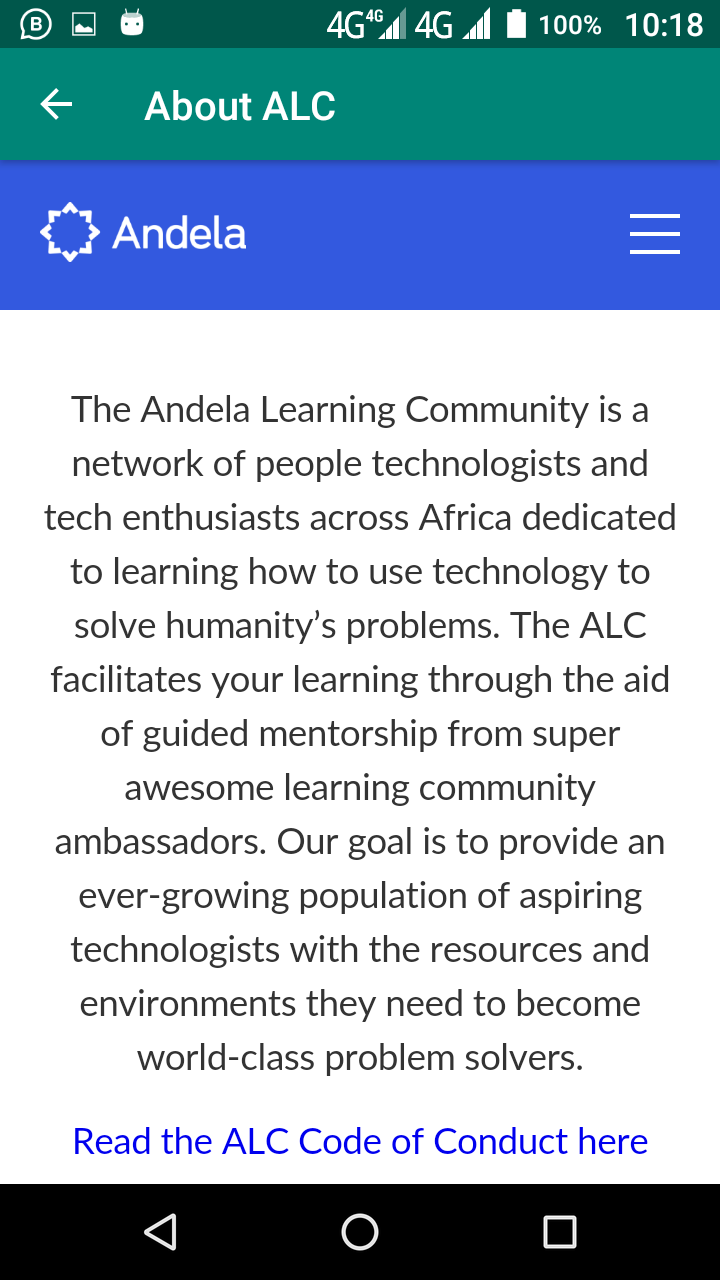 4G 4G 4G 100% 10:18
About ALC
Andela
The Andela Learning Community is a
network of people technologists and
tech enthusiasts across Africa dedicated
to learning how to use technology to
solve humanity’s problems. The ALC
facilitates your learning through the aid
of guided mentorship from super
awesome learning community
ambassadors. Our goal is to provide an
ever-growing population of aspiring
technologists with the resources and
environments they need to become
world-class problem solvers.
Read the ALC Code of Conduct here